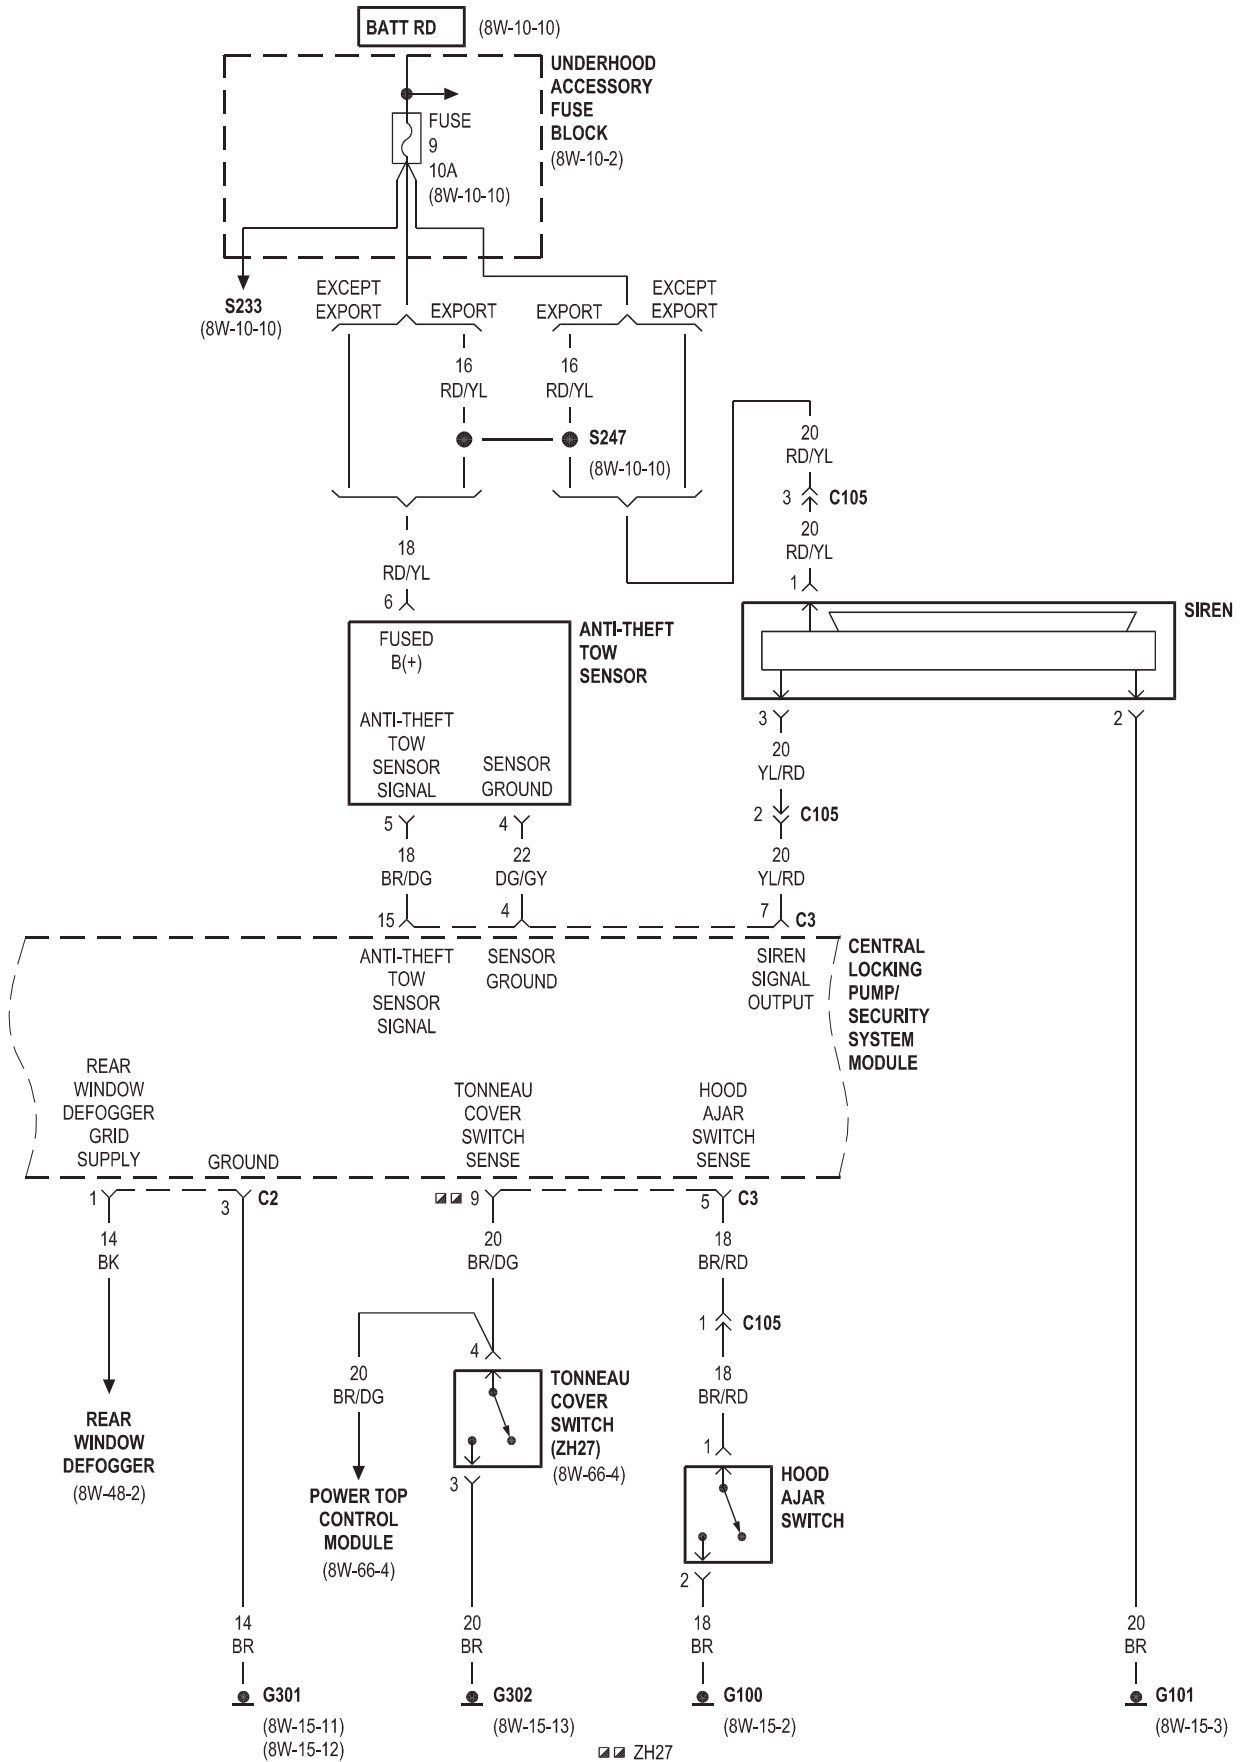 BATT RD (8W-10-10)
UNDERHOOD
ACCESSORY
FUSE
BLOCK
(8W-10-2)
FUSE
9
10A
(8W-10-10)
S233
(8W-10-10)
EXCEPT
EXPORT
EXPORT
EXPORT
EXCEPT
EXPORT
16
RD/YL
16
RD/YL
S247
(8W-10-10)
20
RD/YL
3 C105
20
RD/YL
1
18
RD/YL
6
SIREN
FUSED
B(+)
ANTI-THEFT
TOW
SENSOR
ANTI-THEFT
TOW
SENSOR
SIGNAL
SENSOR
GROUND
3
2
20
YL/RD
2 C105
20
YL/RD
5
4
18
BR/DG
22
DG/GY
15
4
7 C3
ANTI-THEFT
TOW
SENSOR
SIGNAL
SENSOR
GROUND
SIREN
SIGNAL
OUTPUT
CENTRAL
LOCKING
PUMP/
SECURITY
SYSTEM
MODULE
REAR
WINDOW
DEFOGGER
GRID
SUPPLY
GROUND
TONNEAU
COVER
SWITCH
SENSE
HOOD
AJAR
SWITCH
SENSE
1
3 C2
9
5 C3
14
BK
20
BR/DG
18
BR/RD
1 C105
4
20
BR/DG
18
BR/RD
TONNEAU
COVER
SWITCH
(ZH27)
(8W-66-4)
REAR
WINDOW
DEFOGGER
(8W-48-2)
1
3
HOOD
AJAR
SWITCH
POWER TOP
CONTROL
MODULE
(8W-66-4)
2
14
BR
20
BR
18
BR
20
BR
G301
(8W-15-11)
(8W-15-12)
G302
(8W-15-13)
G100
(8W-15-2)
G101
(8W-15-3)
ZH27